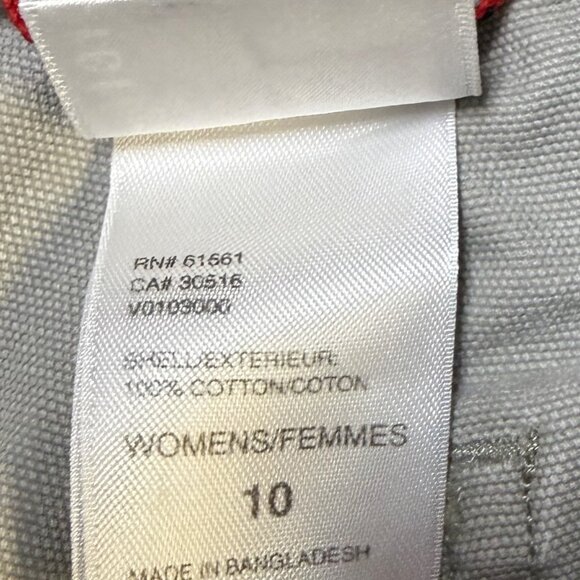 RN# 61661
CA# 30516
V0103000
SHELL/EXTERIEUR:
100% COTTON/COTON
WOMENS/FEMMES
10
MADE IN BANGLADESH